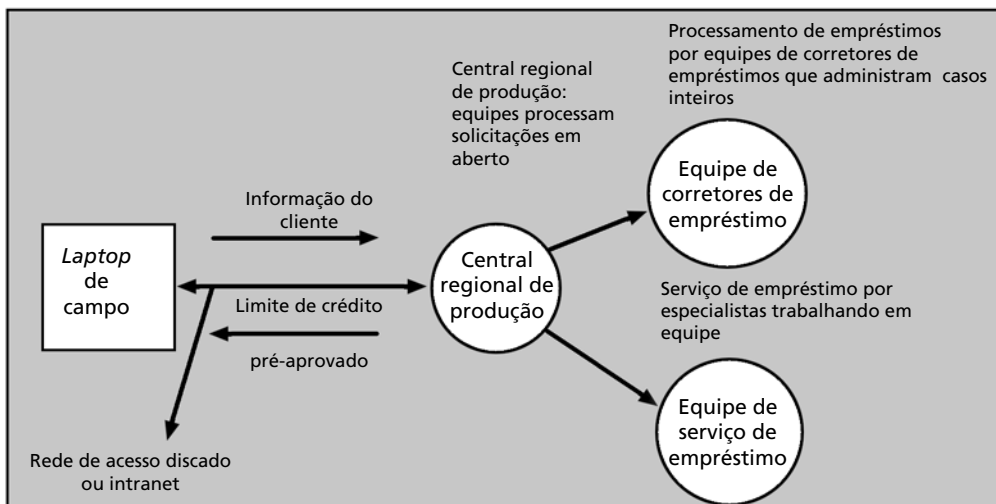 Processamento de empréstimos
por equipes de corretores de
empréstimos que administram casos
inteiros
Central regional
de produção:
equipes processam
solicitações em
aberto
Equipe de
corretores de
empréstimo
Informação do
cliente
Laptop
de
campo
Limite de crédito
pré-aprovado
Central
regional de
produção
Serviço de empréstimo por
especialistas trabalhando em
equipe
Equipe de
serviço de
empréstimo
Rede de acesso discado
ou intranet